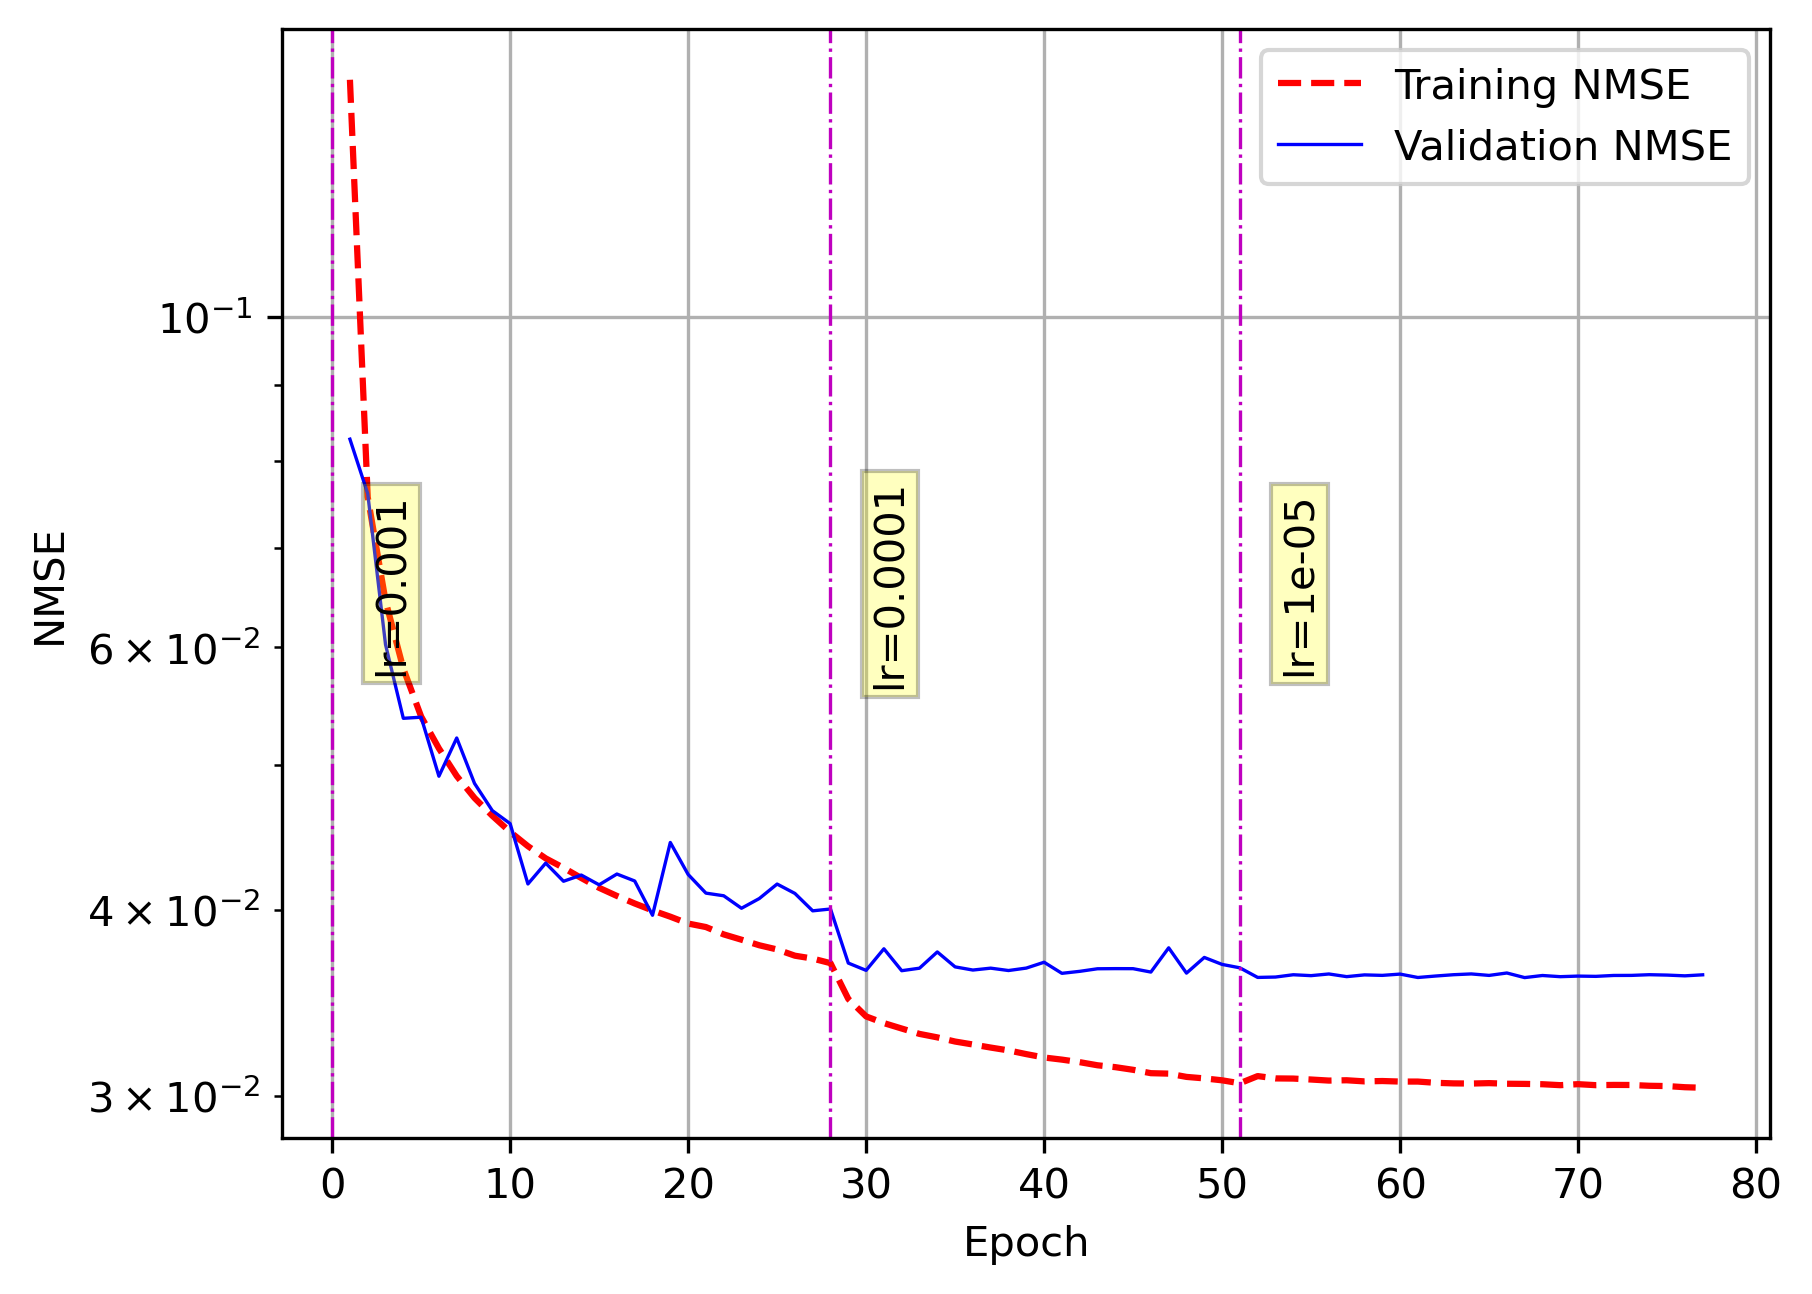 Training NMSE
Validation NMSE
10⁻¹
6 × 10⁻²
4 × 10⁻²
3 × 10⁻²
NMSE
lr=0.001
lr=0.0001
lr=1e-05
0 10 20 30 40 50 60 70 80
Epoch